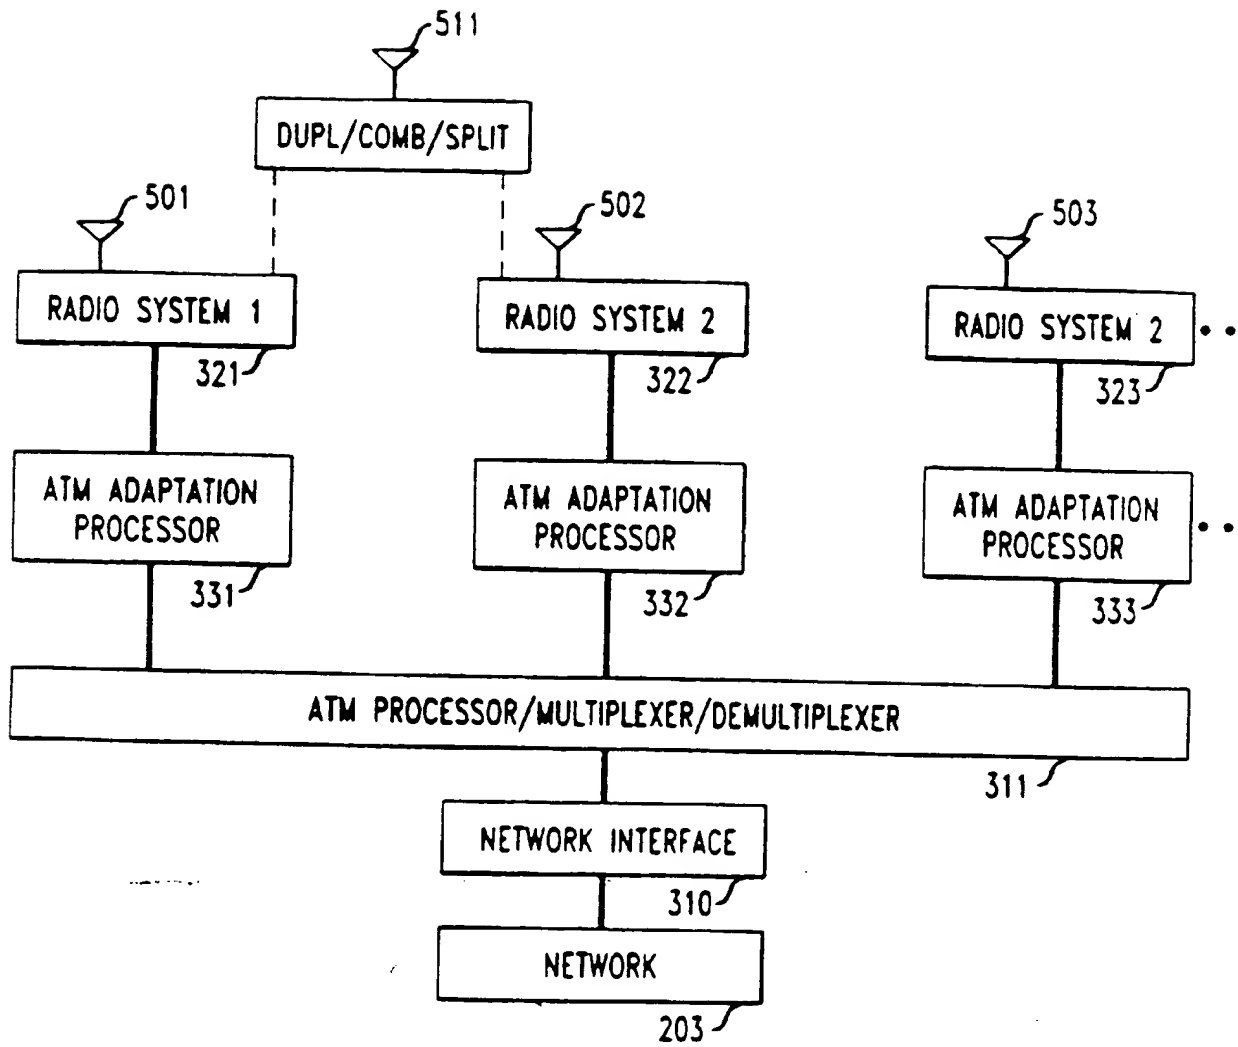 511
DUPL/COMB/SPLIT
501
502
503
RADIO SYSTEM 1
RADIO SYSTEM 2
RADIO SYSTEM 2
321
322
323
ATM ADAPTATION
PROCESSOR
ATM ADAPTATION
PROCESSOR
ATM ADAPTATION
PROCESSOR
331
332
333
ATM PROCESSOR/MULTIPLEXER/DEMULTIPLEXER
311
NETWORK INTERFACE
310
NETWORK
203